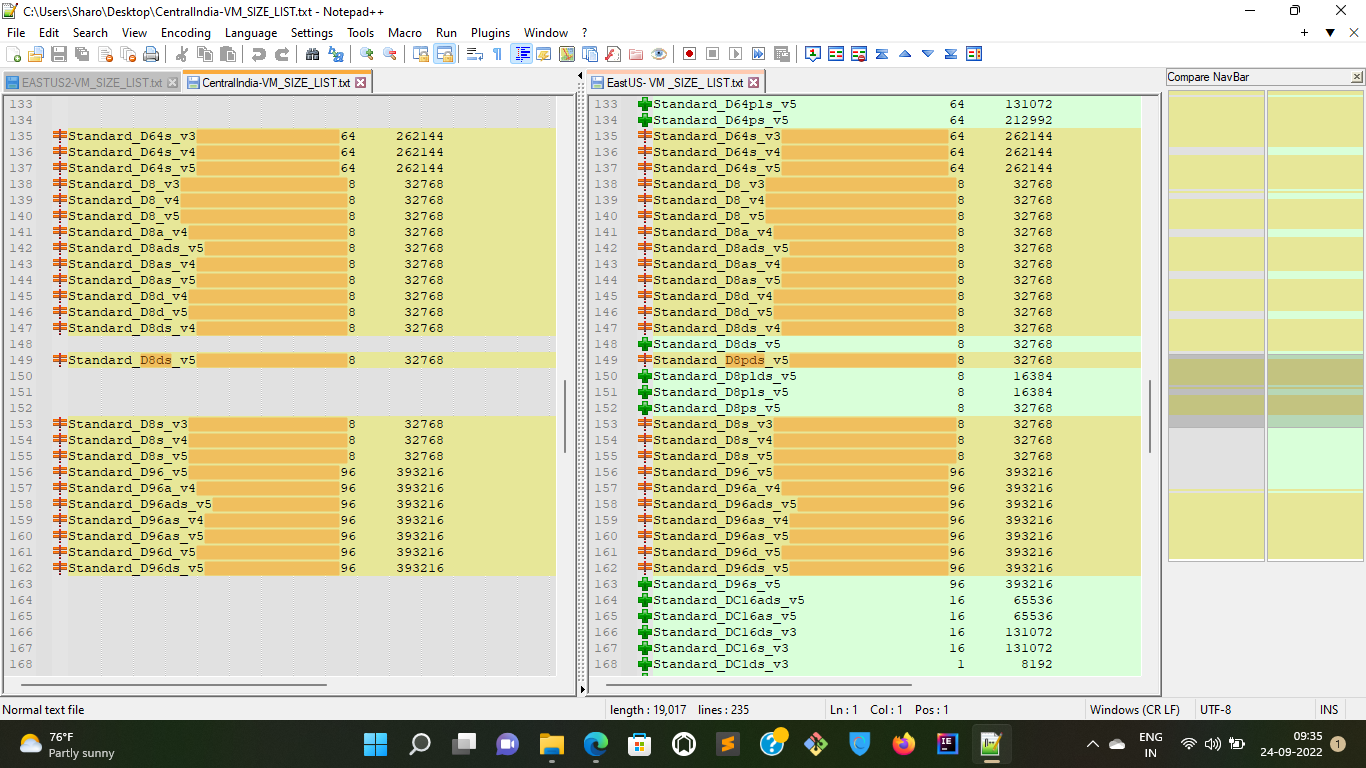 C:\Users\Sharo\Desktop\CentralIndia-VM_SIZE_LIST.txt - Notepad++
File Edit Search View Encoding Language Settings Tools Macro Run Plugins Window ?
+ ▼ X
EASTUS2-VM_SIZE_LIST.txt
CentralIndia-VM_SIZE_LIST.txt
133
134
135 Standard_D64s_v3 64 262144
136 Standard_D64s_v4 64 262144
137 Standard_D64s_v5 64 262144
138 Standard_D8_v3 8 32768
139 Standard_D8_v4 8 32768
140 Standard_D8_v5 8 32768
141 Standard_D8a_v4 8 32768
142 Standard_D8ads_v5 8 32768
143 Standard_D8as_v4 8 32768
144 Standard_D8as_v5 8 32768
145 Standard_D8d_v4 8 32768
146 Standard_D8d_v5 8 32768
147 Standard_D8ds_v4 8 32768
148
149 Standard_D8ds_v5 8 32768
150
151
152
153 Standard_D8s_v3 8 32768
154 Standard_D8s_v4 8 32768
155 Standard_D8s_v5 8 32768
156 Standard_D96_v5 96 393216
157 Standard_D96a_v4 96 393216
158 Standard_D96ads_v5 96 393216
159 Standard_D96as_v4 96 393216
160 Standard_D96as_v5 96 393216
161 Standard_D96d_v5 96 393216
162 Standard_D96ds_v5 96 393216
163
164
165
166
167
168
EastUS- VM _SIZE_ LIST.txt
133 Standard_D64pls_v5 64 131072
134 Standard_D64ps_v5 64 212992
135 Standard_D64s_v3 64 262144
136 Standard_D64s_v4 64 262144
137 Standard_D64s_v5 64 262144
138 Standard_D8_v3 8 32768
139 Standard_D8_v4 8 32768
140 Standard_D8_v5 8 32768
141 Standard_D8a_v4 8 32768
142 Standard_D8ads_v5 8 32768
143 Standard_D8as_v4 8 32768
144 Standard_D8as_v5 8 32768
145 Standard_D8d_v4 8 32768
146 Standard_D8d_v5 8 32768
147 Standard_D8ds_v4 8 32768
148 Standard_D8ds_v5 8 32768
149 Standard_D8pds_v5 8 32768
150 Standard_D8plds_v5 8 16384
151 Standard_D8pls_v5 8 16384
152 Standard_D8ps_v5 8 32768
153 Standard_D8s_v3 8 32768
154 Standard_D8s_v4 8 32768
155 Standard_D8s_v5 8 32768
156 Standard_D96_v5 96 393216
157 Standard_D96a_v4 96 393216
158 Standard_D96ads_v5 96 393216
159 Standard_D96as_v4 96 393216
160 Standard_D96as_v5 96 393216
161 Standard_D96d_v5 96 393216
162 Standard_D96ds_v5 96 393216
163 Standard_D96s_v5 96 393216
164 Standard_DC16ads_v5 16 65536
165 Standard_DC16as_v5 16 65536
166 Standard_DC16ds_v3 16 131072
167 Standard_DC16s_v3 16 131072
168 Standard_DC1ds_v3 1 8192
Compare NavBar
Normal text file length : 19,017 lines : 235 Ln : 1 Col : 1 Pos : 1 Windows (CR LF) UTF-8 INS
76°F
Partly sunny
ENG
IN
09:35
24-09-2022
1